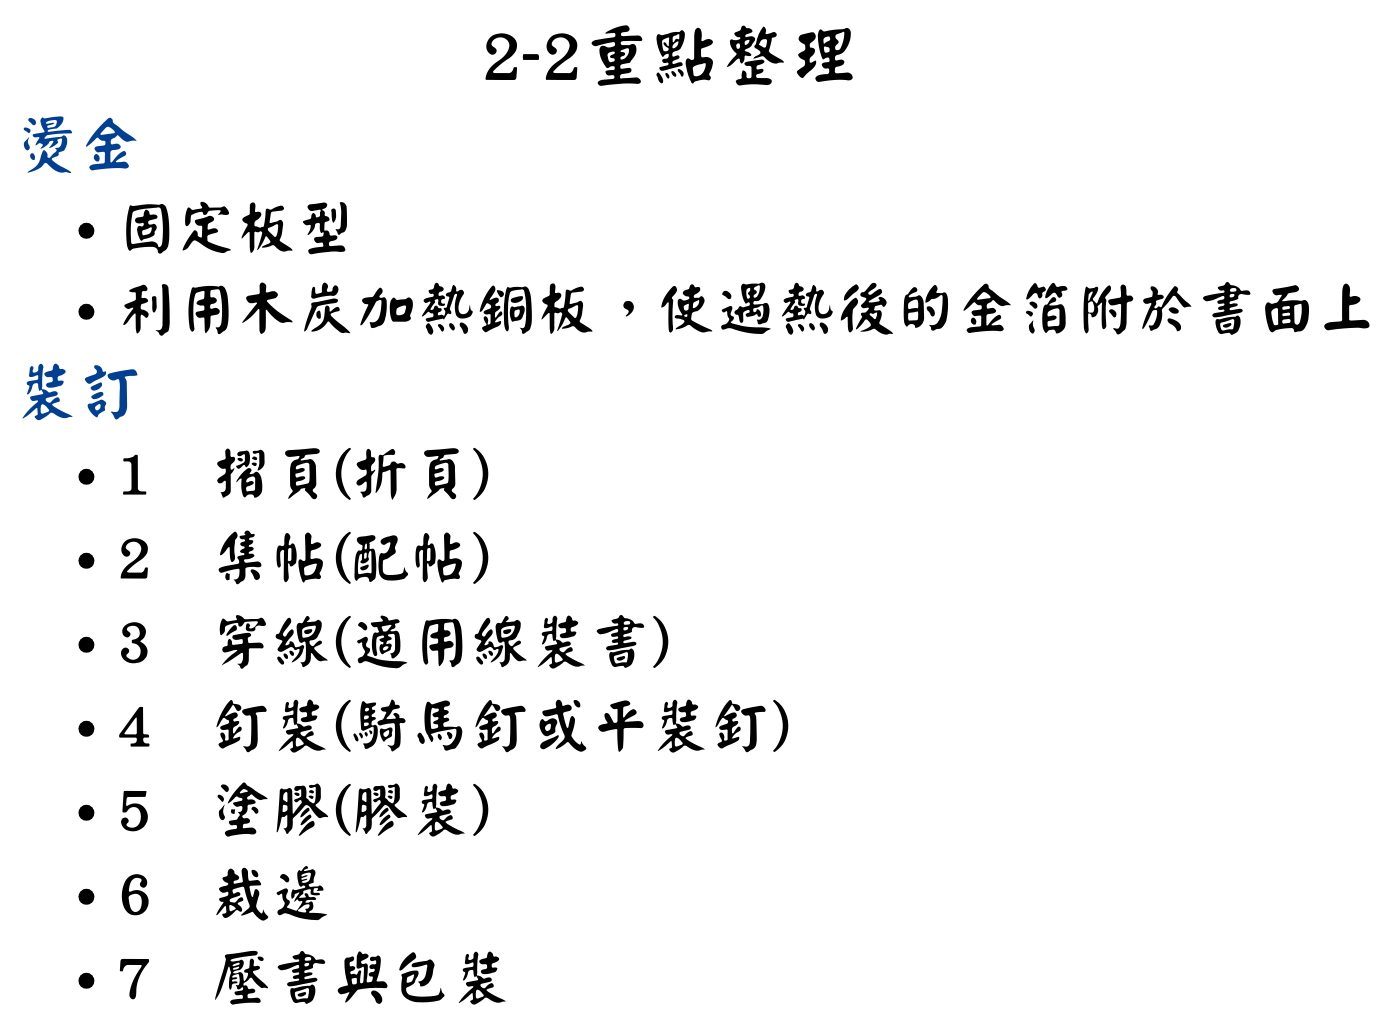 2-2重點整理
燙金
• 固定板型
• 利用木炭加熱銅板，使遇熱後的金箔附於書面上
裝訂
• 1 摺頁(折頁)
• 2 集帖(配帖)
• 3 穿線(適用線裝書)
• 4 釘裝(騎馬釘或平裝釘)
• 5 塗膠(膠裝)
• 6 裁邊
• 7 壓書與包裝